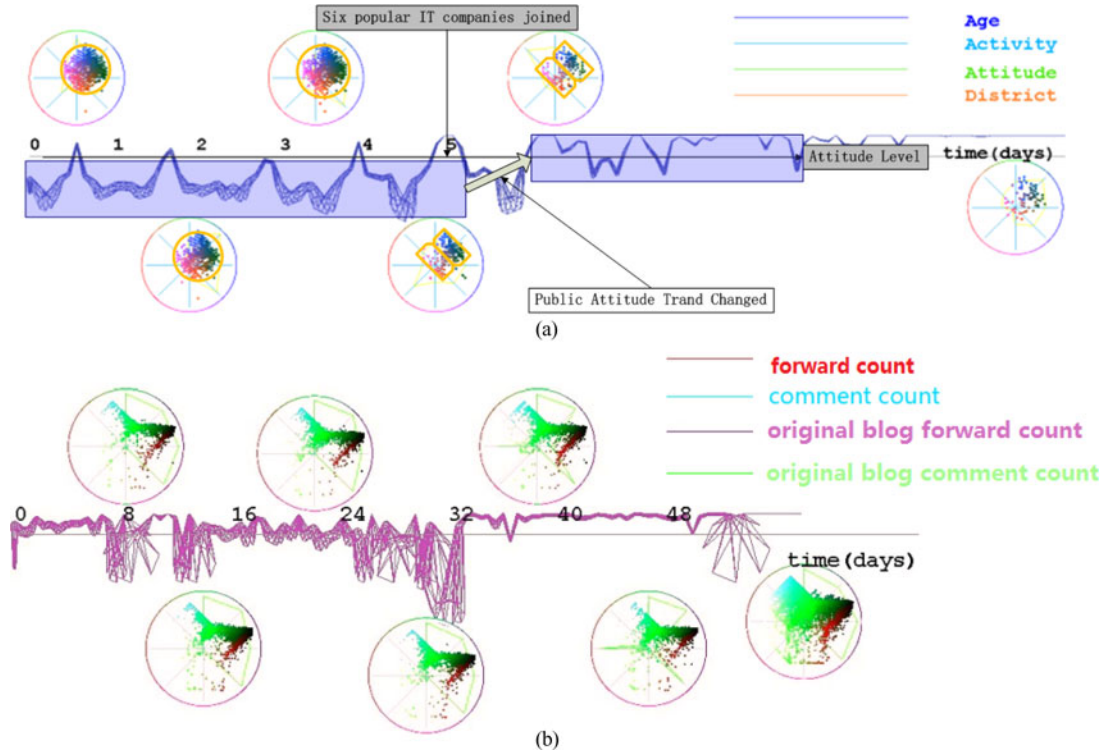 Six popular IT companies joined
Age
Activity
Attitude
District
0 1 2 3 4 5
time(days)
Attitude Level
Public Attitude Trand Changed
(a)
forward count
comment count
original blog forward count
original blog comment count
0 8 16 24 32 40 48
time(days)
(b)